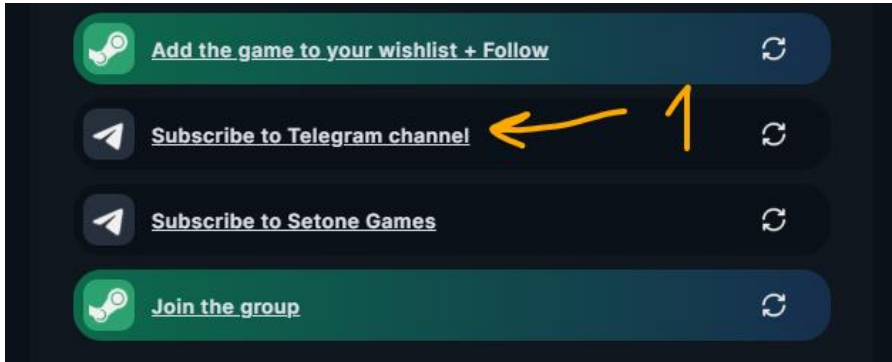 Add the game to your wishlist + Follow
Subscribe to Telegram channel
1
Subscribe to Setone Games
Join the group